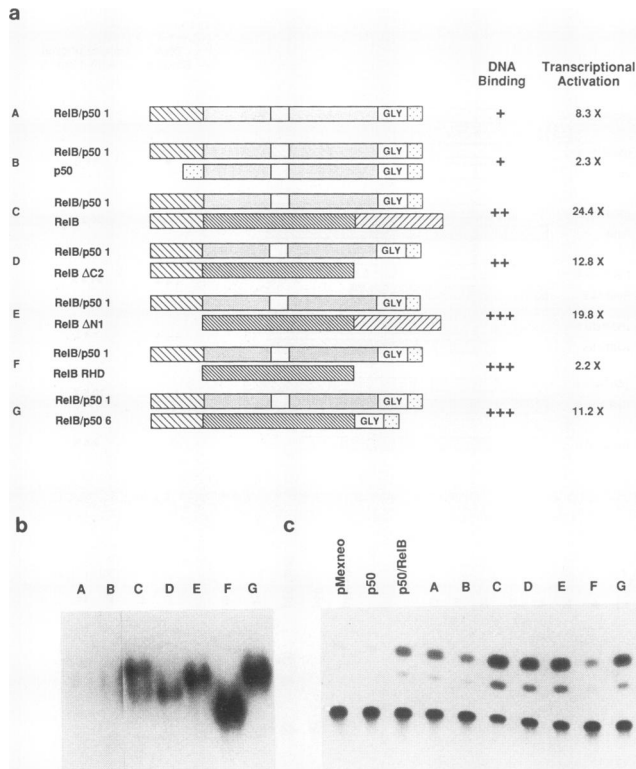 a
DNA Binding Transcriptional Activation
A RelB/p50 1 GLY + 8.3 X
RelB/p50 1 GLY
B + 2.3 X
p50 GLY
RelB/p50 1 GLY
C ++ 24.4 X
RelB
RelB/p50 1 GLY
D ++ 12.8 X
RelB ΔC2
RelB/p50 1 GLY
E +++ 19.8 X
RelB ΔN1
RelB/p50 1 GLY
F +++ 2.2 X
RelB RHD
RelB/p50 1 GLY
G +++ 11.2 X
RelB/p50 6 GLY
b
A B C D E F G
c
pMexneo p50 p50/RelB A B C D E F G